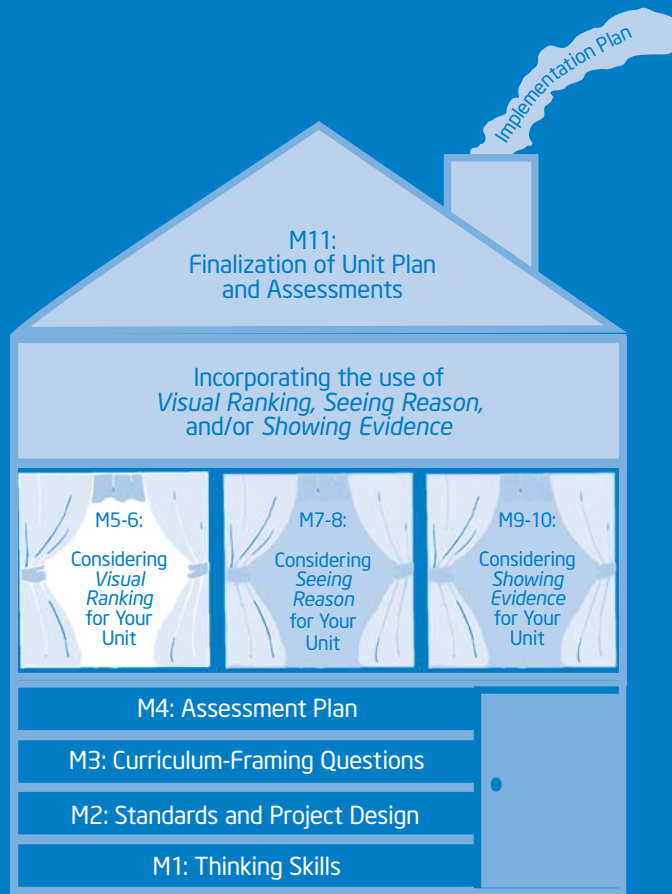 Implementation Plan
M11:
Finalization of Unit Plan
and Assessments
Incorporating the use of
Visual Ranking, Seeing Reason,
and/or Showing Evidence
M5-6:
Considering
Visual
Ranking
for Your
Unit
M7-8:
Considering
Seeing
Reason
for Your
Unit
M9-10:
Considering
Showing
Evidence
for Your
Unit
M4: Assessment Plan
M3: Curriculum-Framing Questions
M2: Standards and Project Design
M1: Thinking Skills